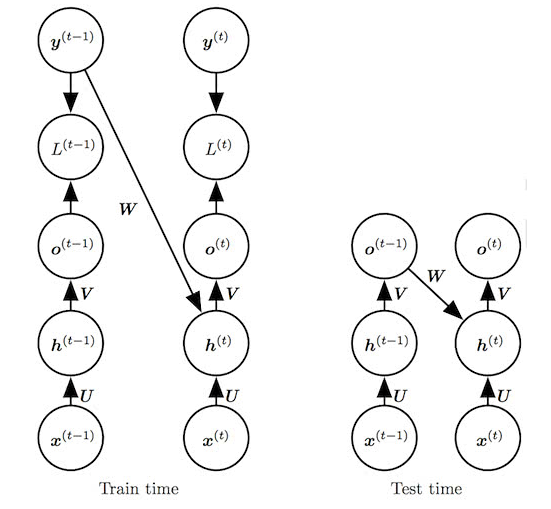 y^(t−1) y^(t)
L^(t−1) L^(t)
W
o^(t−1) o^(t) o^(t−1) o^(t)
W
V V V V
h^(t−1) h^(t) h^(t−1) h^(t)
U U U U
x^(t−1) x^(t) x^(t−1) x^(t)
Train time Test time